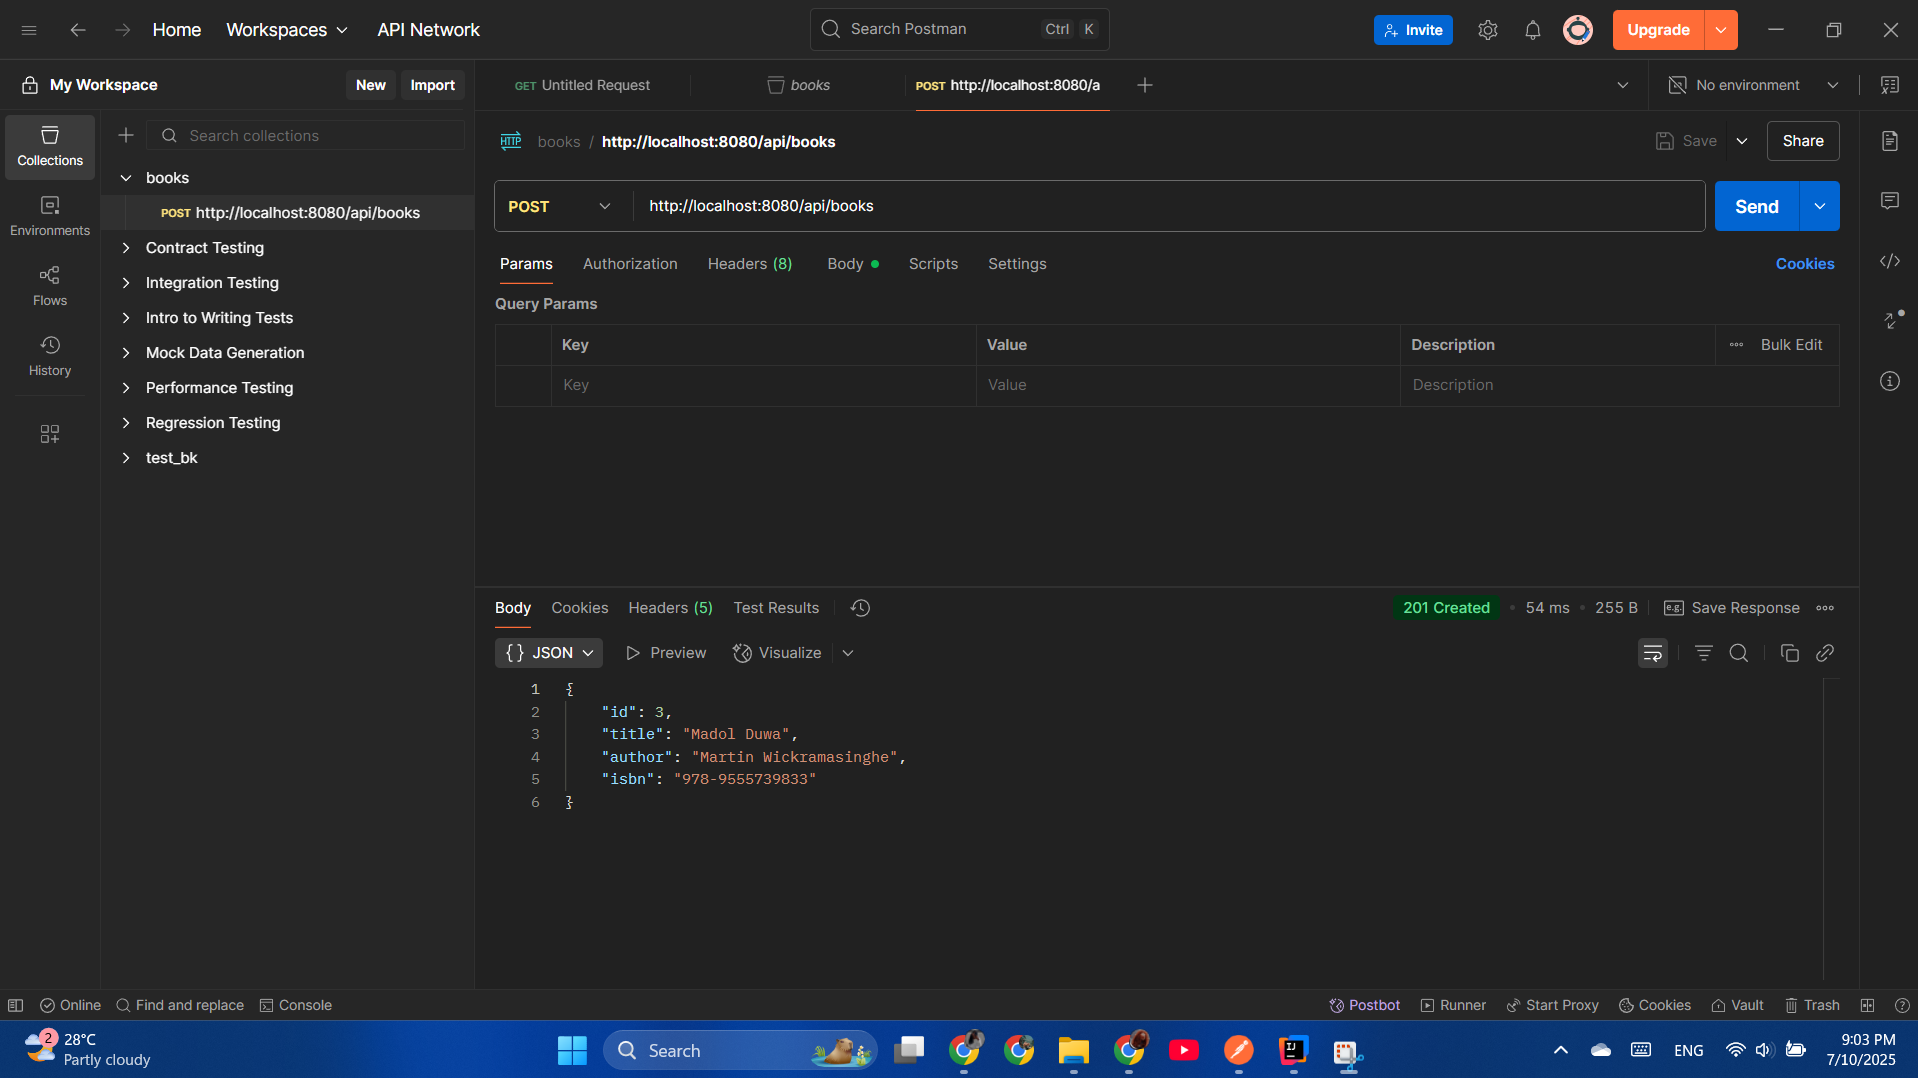 Home Workspaces API Network Search Postman Ctrl K Invite Upgrade
My Workspace New Import GET Untitled Request books POST http://localhost:8080/a No environment
Collections
Environments
Flows
History
Search collections
books
POST http://localhost:8080/api/books
Contract Testing
Integration Testing
Intro to Writing Tests
Mock Data Generation
Performance Testing
Regression Testing
test_bk
HTTP books / http://localhost:8080/api/books Save Share
POST http://localhost:8080/api/books Send
Params Authorization Headers (8) Body Scripts Settings Cookies
Query Params
Key Value Description Bulk Edit
Key Value Description
Body Cookies Headers (5) Test Results 201 Created 54 ms 255 B e.g. Save Response
{} JSON Preview Visualize
1 {
2 "id": 3,
3 "title": "Madol Duwa",
4 "author": "Martin Wickramasinghe",
5 "isbn": "978-9555739833"
6 }
Online Find and replace Console Postbot Runner Start Proxy Cookies Vault Trash
2 28°C
Partly cloudy
Search
IJ
ENG
9:03 PM
7/10/2025